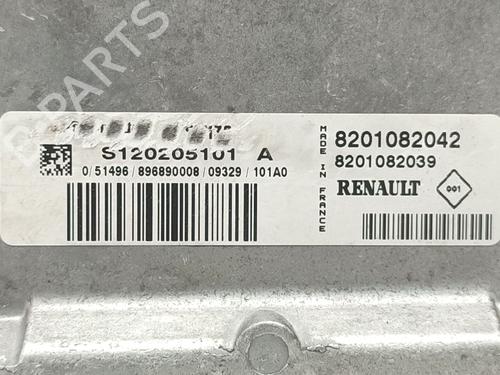 B-PARTS
S120205101 A
0/51496/896890008/09329/101A0
MADE IN FRANCE
8201082042
8201082039
RENAULT
001